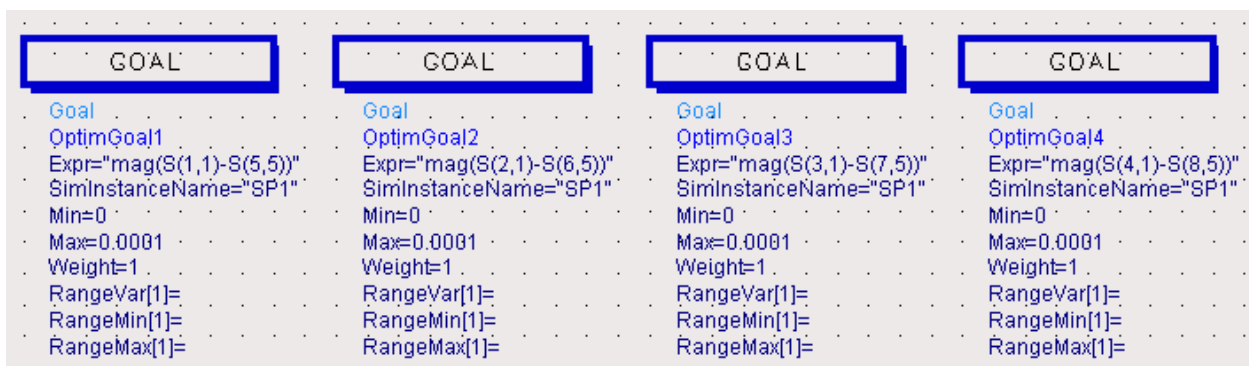 GOAL
Goal
OptimGoal1
Expr="mag(S(1,1)-S(5,5))"
SimInstanceName="SP1"
Min=0
Max=0.0001
Weight=1
RangeVar[1]=
RangeMin[1]=
RangeMax[1]=
GOAL
Goal
OptimGoal2
Expr="mag(S(2,1)-S(6,5))"
SimInstanceName="SP1"
Min=0
Max=0.0001
Weight=1
RangeVar[1]=
RangeMin[1]=
RangeMax[1]=
GOAL
Goal
OptimGoal3
Expr="mag(S(3,1)-S(7,5))"
SimInstanceName="SP1"
Min=0
Max=0.0001
Weight=1
RangeVar[1]=
RangeMin[1]=
RangeMax[1]=
GOAL
Goal
OptimGoal4
Expr="mag(S(4,1)-S(8,5))"
SimInstanceName="SP1"
Min=0
Max=0.0001
Weight=1
RangeVar[1]=
RangeMin[1]=
RangeMax[1]=